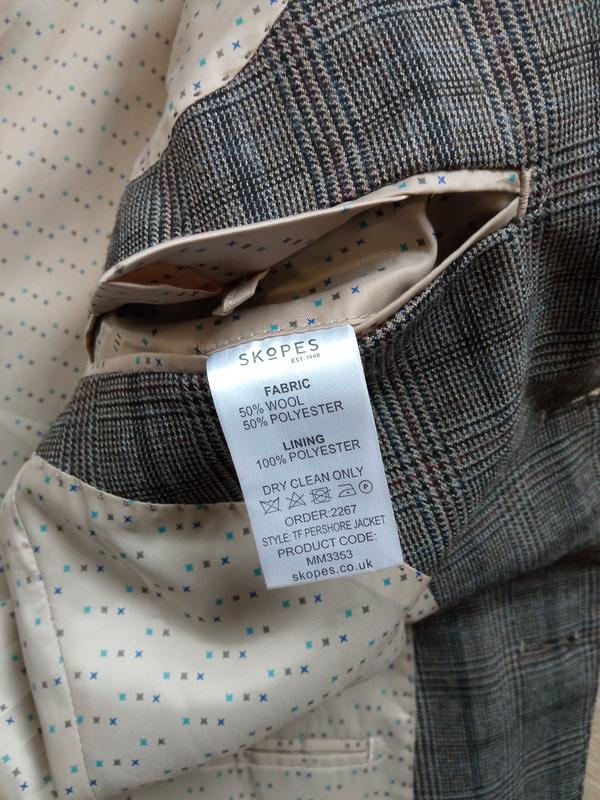 SKOPES
EST. 1948
FABRIC
50% WOOL
50% POLYESTER
LINING
100% POLYESTER
DRY CLEAN ONLY
P
ORDER:2267
STYLE: TF PERSHORE JACKET
PRODUCT CODE:
MM3353
skopes.co.uk